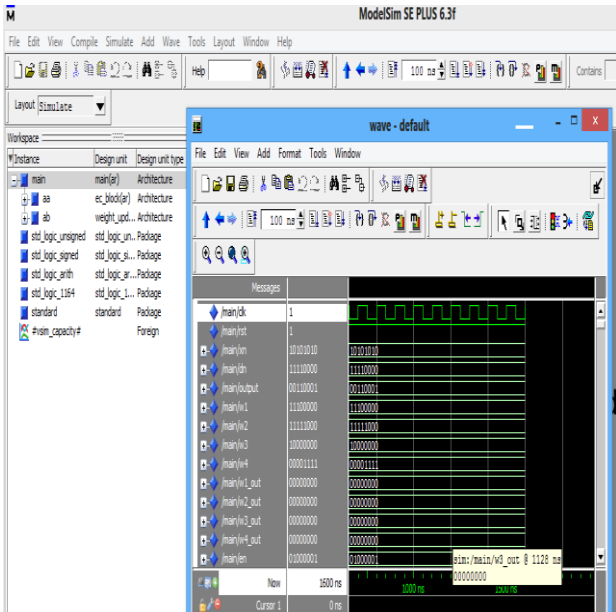 M ModelSim SE PLUS 6.3f
File Edit View Compile Simulate Add Wave Tools Layout Window Help
Help 100 ns Contains
Layout Simulate
Workspace
Instance Design unit Design unit type
main main(ar) Architecture
aa ec_block(ar) Architecture
ab weight_upd... Architecture
std_logic_unsigned std_logic_un... Package
std_logic_signed std_logic_si... Package
std_logic_arith std_logic_ar... Package
std_logic_1164 std_logic_1... Package
standard standard Package
#vsim_capacity# Foreign
wave - default
File Edit View Add Format Tools Window
100 ns
Messages
/main/clk 1
/main/rst 1
/main/xn 10101010 10101010
/main/dn 11110000 11110000
/main/output 00110001 00110001
/main/w1 11100000 11100000
/main/w2 11111000 11111000
/main/w3 10000000 10000000
/main/w4 00001111 00001111
/main/w1_out 00000000 00000000
/main/w2_out 00000000 00000000
/main/w3_out 00000000 00000000
/main/w4_out 00000000 00000000
/main/en 01000001 01000001
sim:/main/w3_out @ 1128 ns
00000000
Now 1600 ns 1000 ns 1500 ns
Cursor 1 0 ns